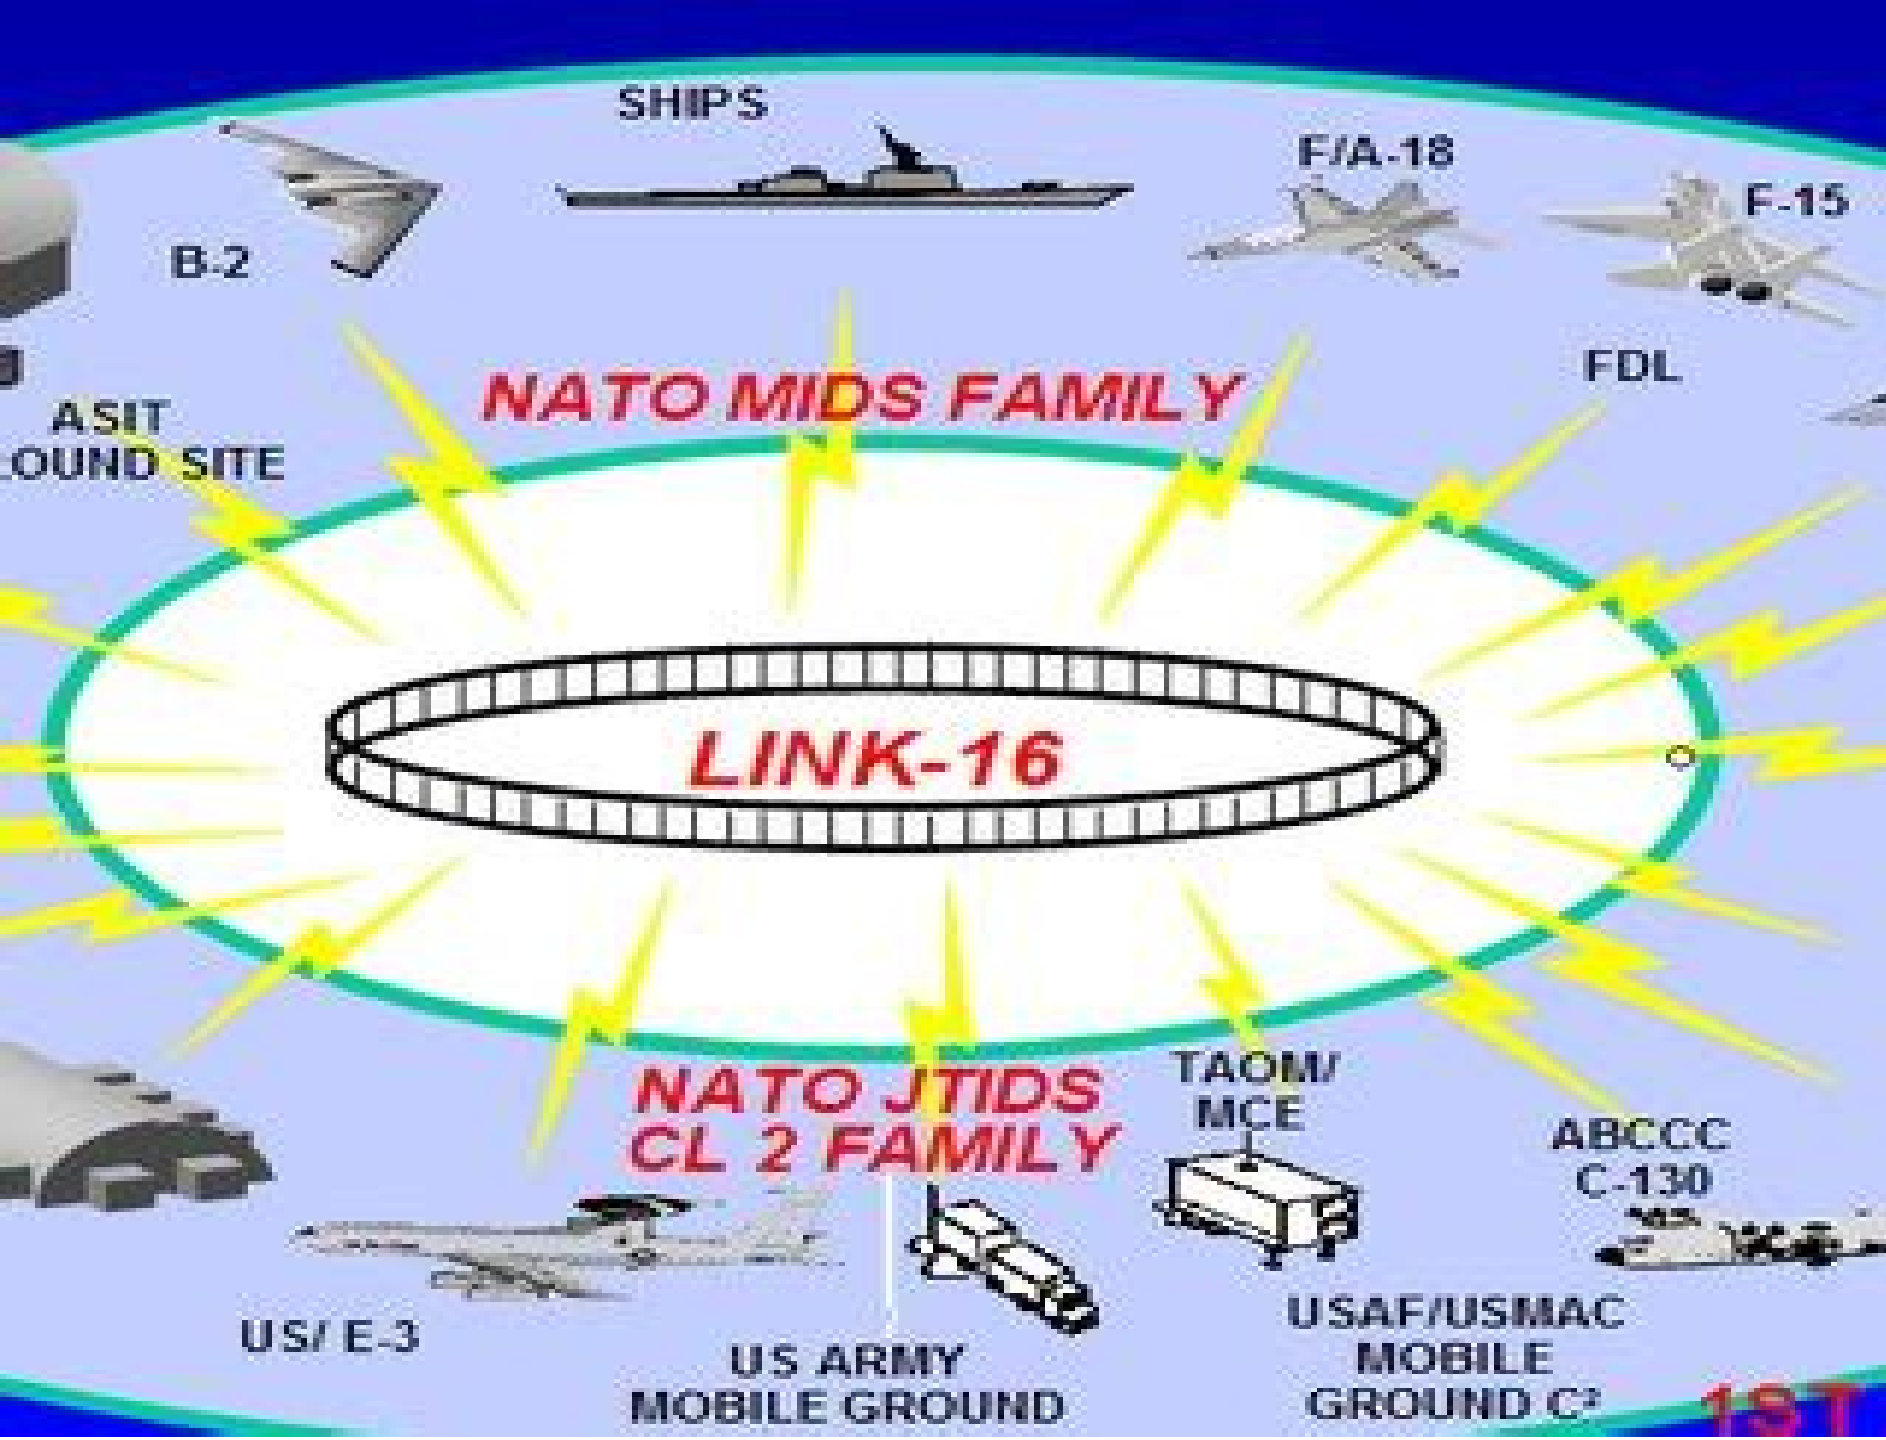 SHIPS
F/A-18
F-15
B-2
FDL
NATO MIDS FAMILY
ASIT
OUND SITE
LINK-16
NATO JTIDS
CL 2 FAMILY
TAOM/
MCE
ABCCC
C-130
US/ E-3
USAF/USMAC
MOBILE
GROUND C²
US ARMY
MOBILE GROUND
1ST